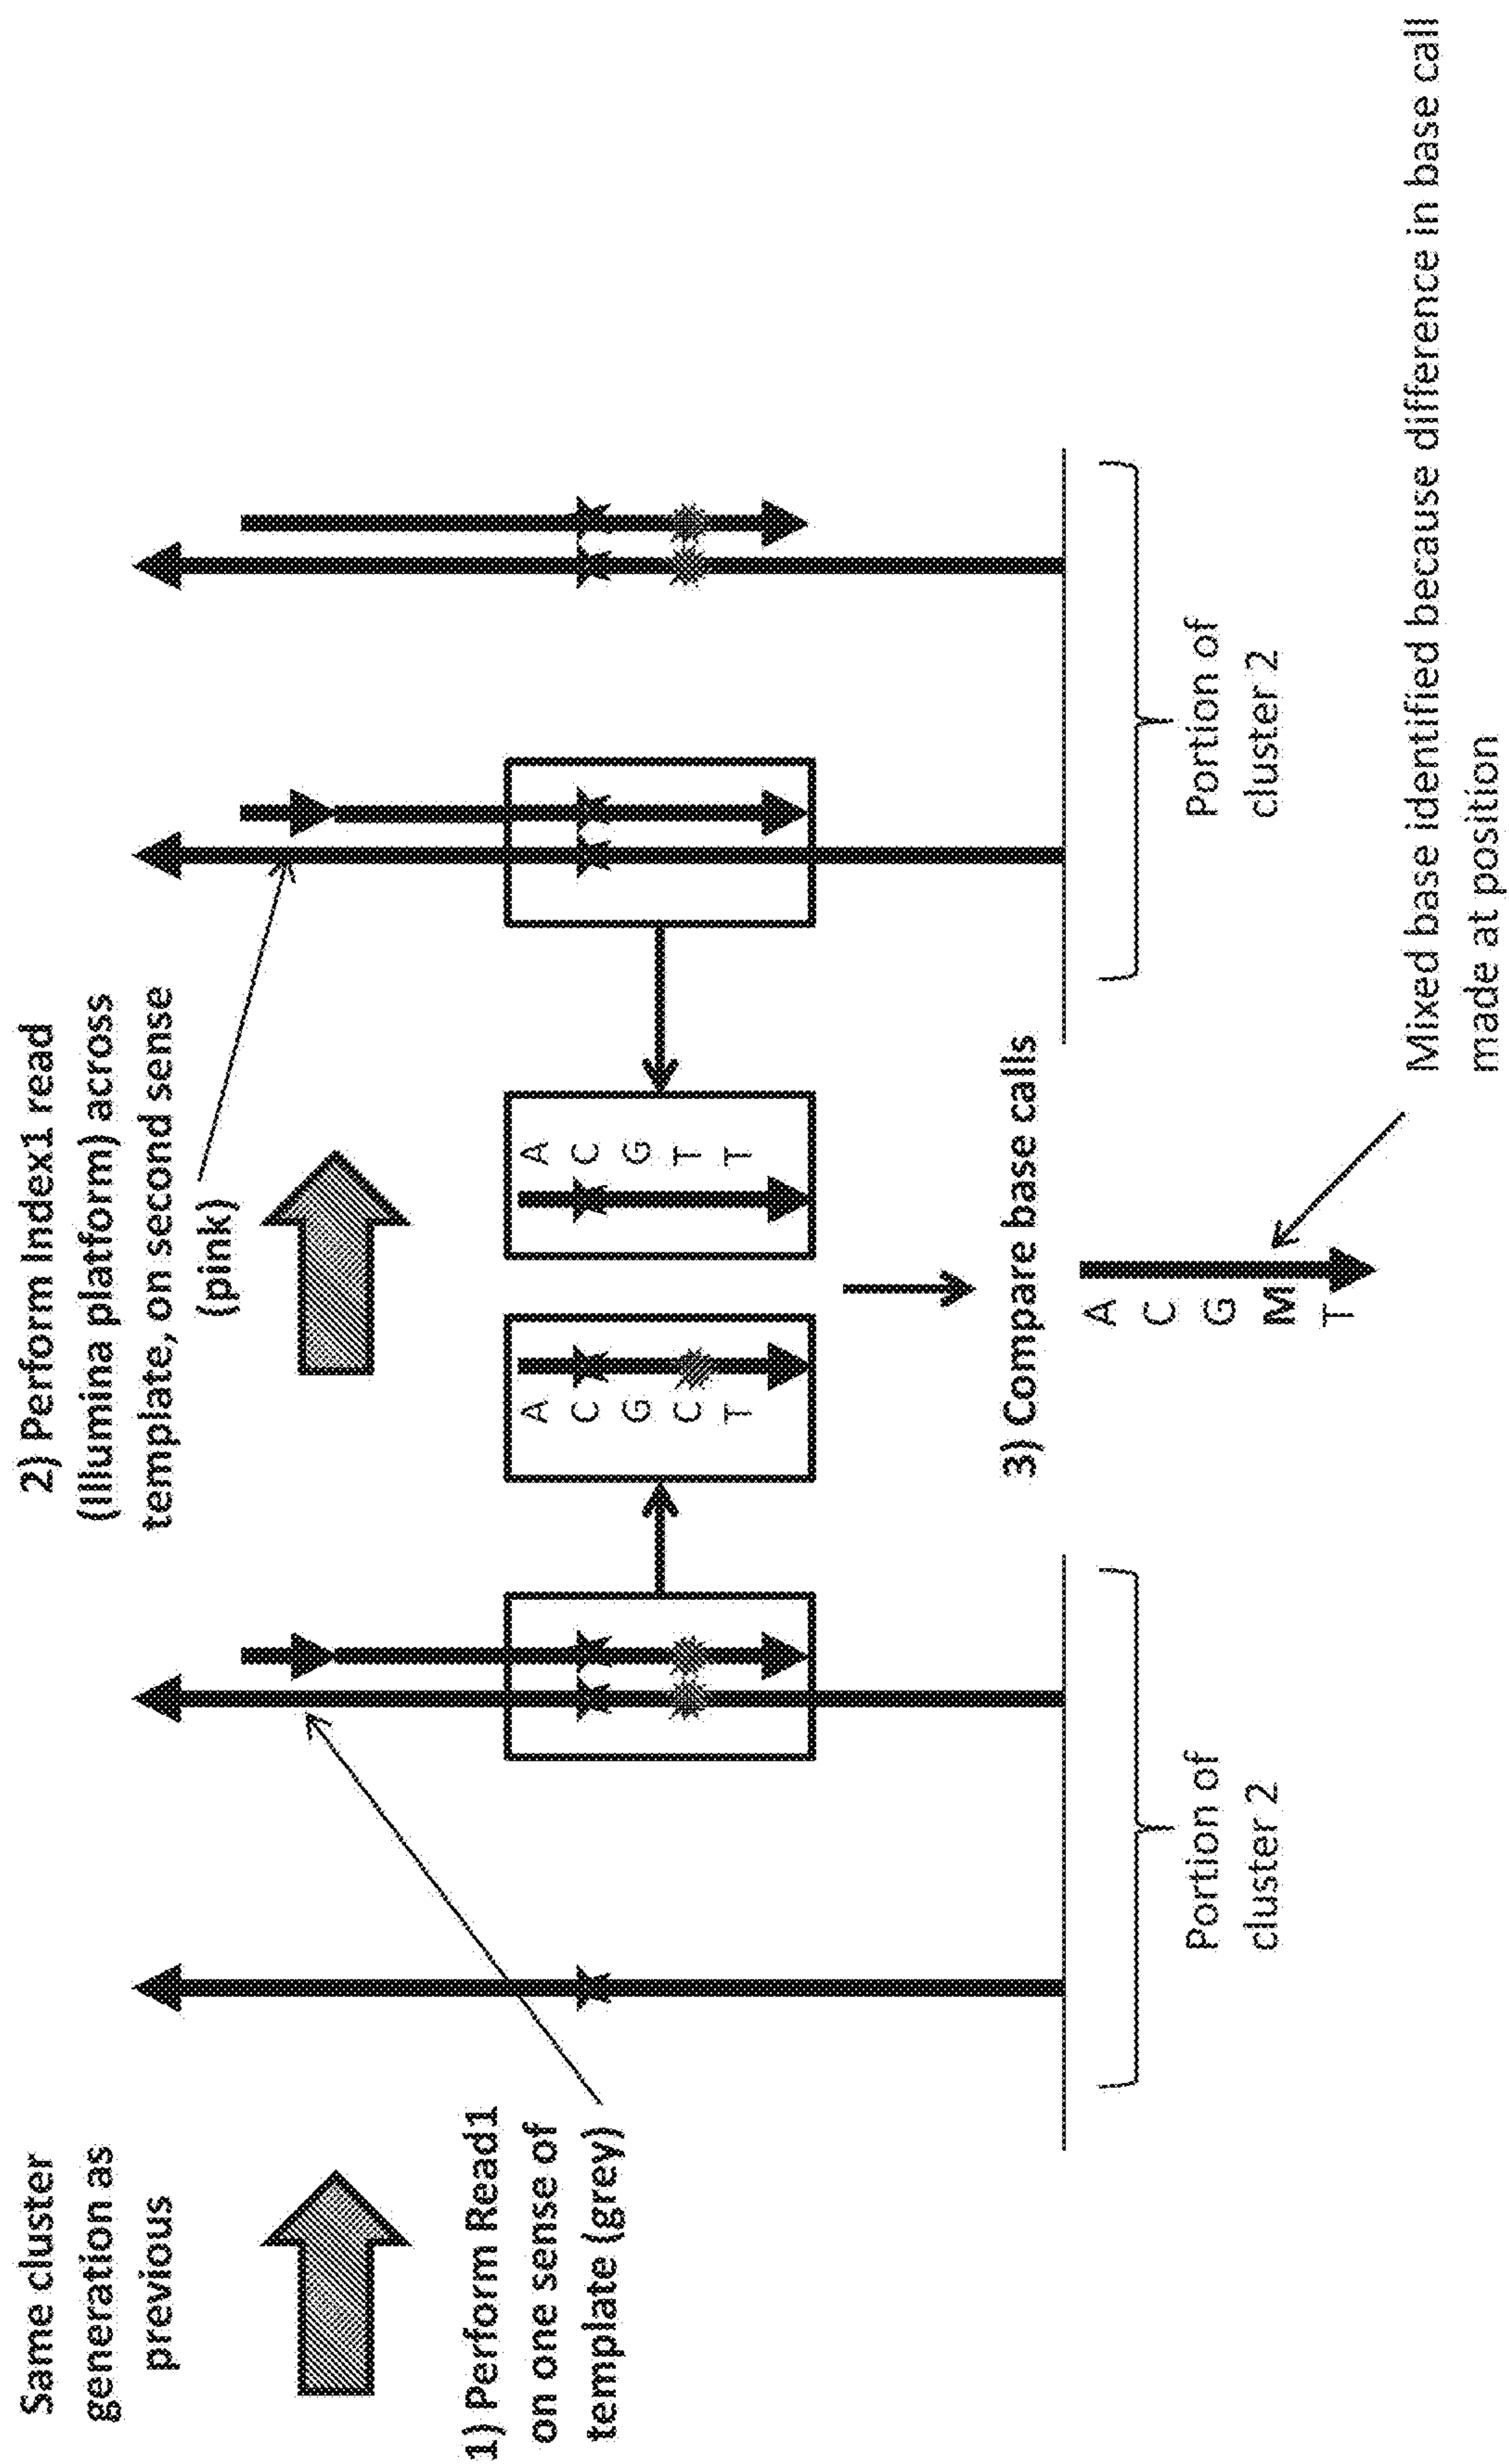 Same cluster
generation as
previous
1) Perform Read1
on one sense of
template (grey)
2) Perform Index1 read
(Illumina platform) across
template, on second sense
(pink)
A
C
G
C
T
A
C
G
T
T
Portion of
cluster 2
3) Compare base calls
A
C
G
M
T
Portion of
cluster 2
Mixed base identified because difference in base call
made at position